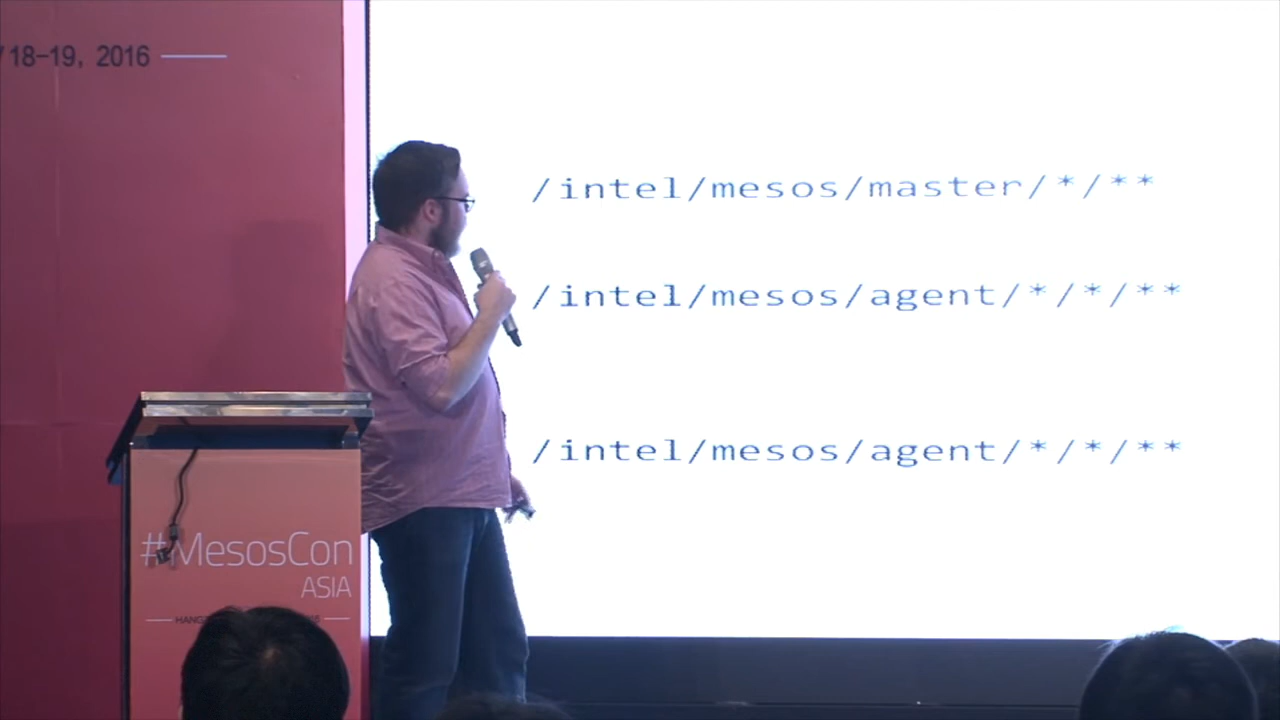 /18-19, 2016
/intel/mesos/master/*/**
/intel/mesos/agent/*/*/**
/intel/mesos/agent/*/*/**
#MesosCon
ASIA